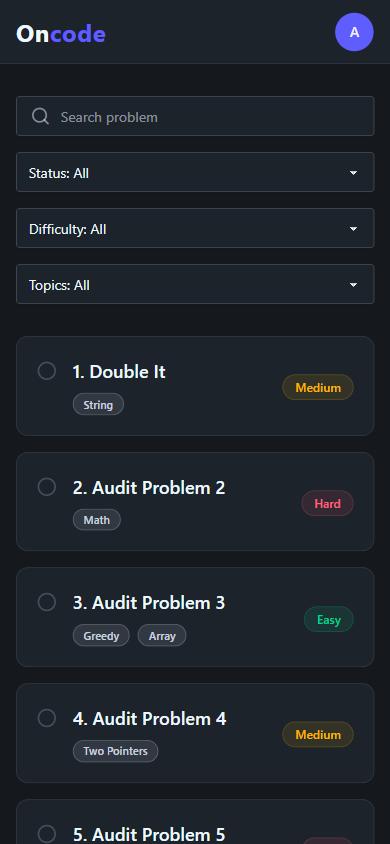 Oncode
A
Search problem
Status: All
Difficulty: All
Topics: All
1. Double It
String
Medium
2. Audit Problem 2
Math
Hard
3. Audit Problem 3
Greedy Array
Easy
4. Audit Problem 4
Two Pointers
Medium
5. Audit Problem 5